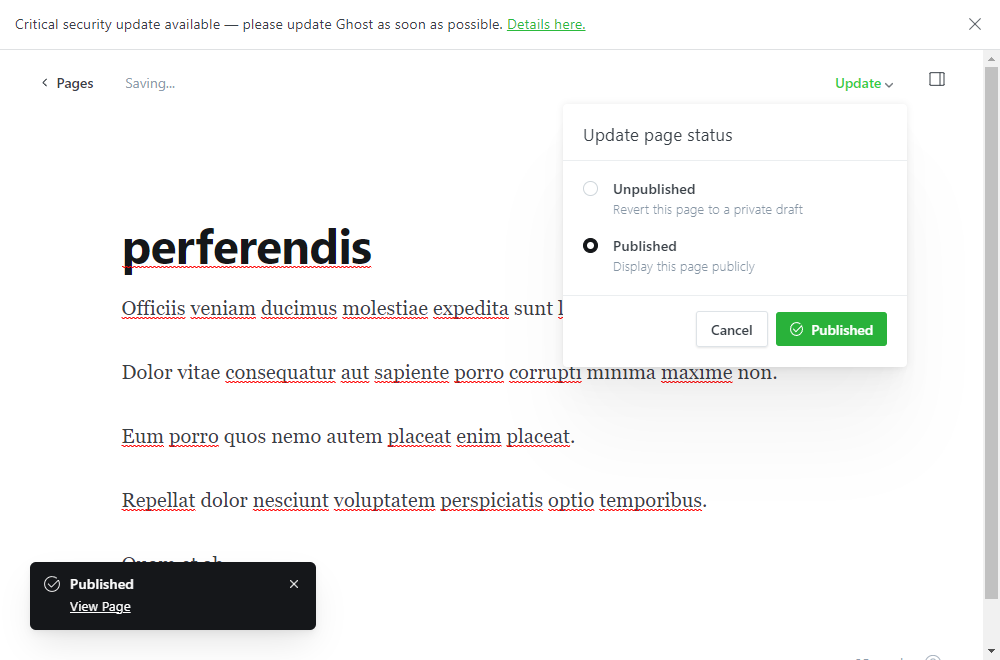 Critical security update available — please update Ghost as soon as possible. Details here.
Pages
Saving...
Update
Update page status
Unpublished
Revert this page to a private draft
Published
Display this page publicly
Cancel
Published
perferendis
Officiis veniam ducimus molestiae expedita sunt
Dolor vitae consequatur aut sapiente porro corrupti minima maxime non.
Eum porro quos nemo autem placeat enim placeat.
Repellat dolor nesciunt voluptatem perspiciatis optio temporibus.
Published
View Page